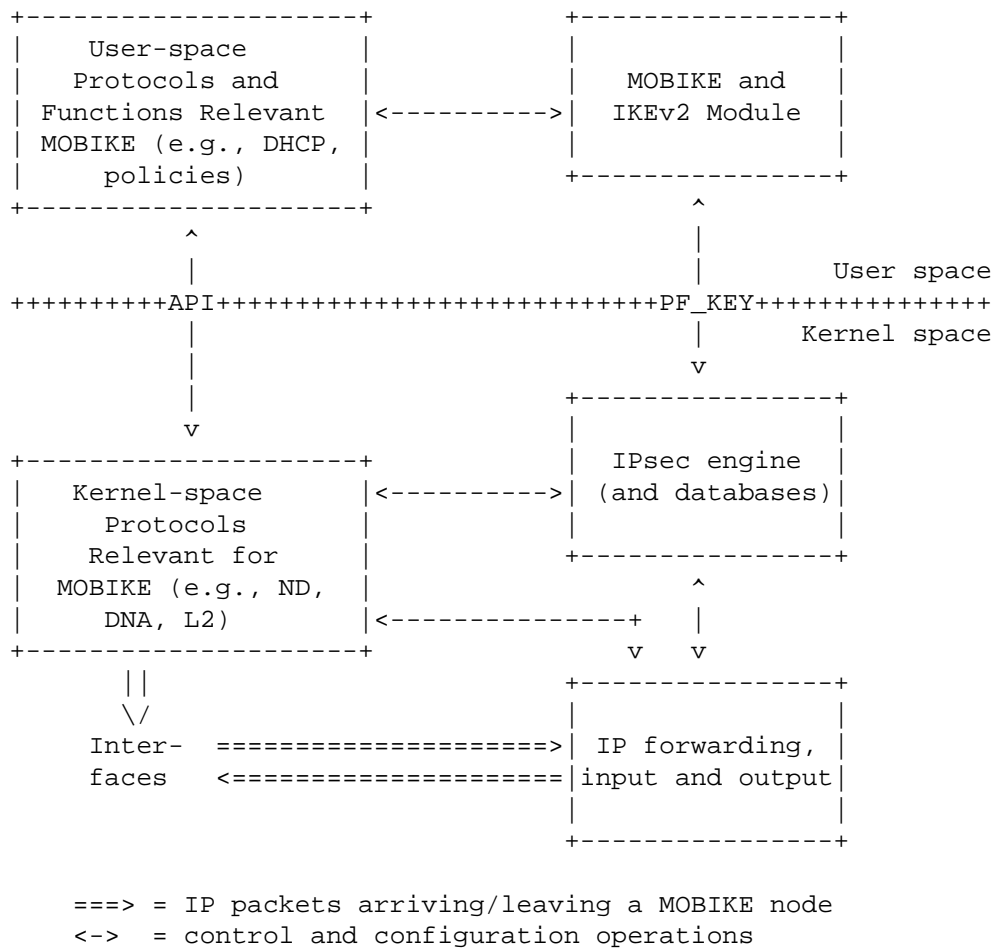 User-space
Protocols and
Functions Relevant
MOBIKE (e.g., DHCP,
policies)
MOBIKE and
IKEv2 Module
User space
API
PF_KEY
Kernel space
Kernel-space
Protocols
Relevant for
MOBIKE (e.g., ND,
DNA, L2)
IPsec engine
(and databases)
Inter-
faces
IP forwarding,
input and output
===> = IP packets arriving/leaving a MOBIKE node
<-> = control and configuration operations